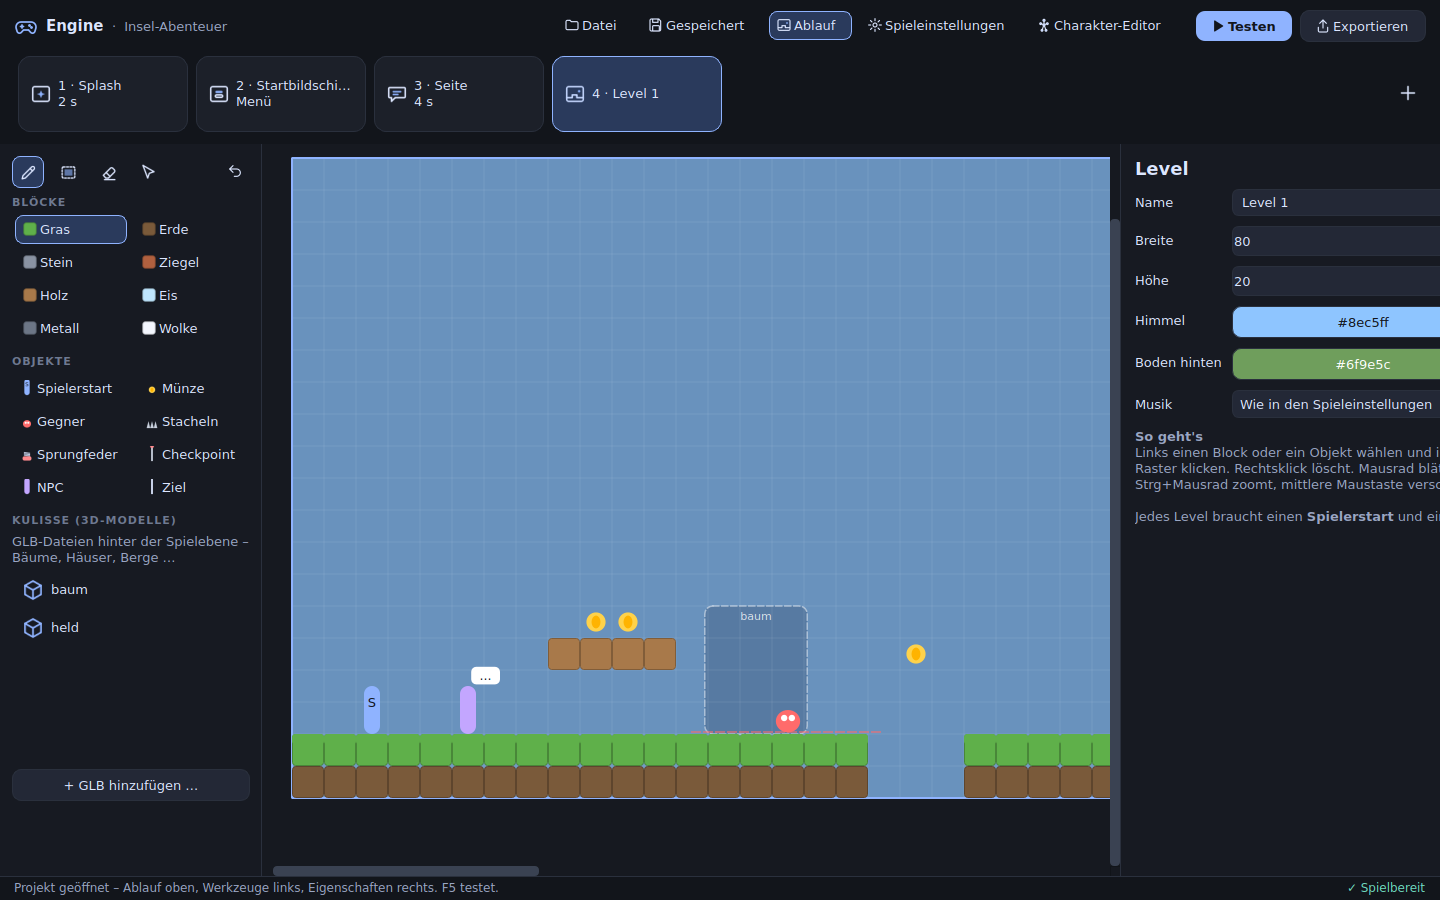 Engine · Insel-Abenteuer
Datei
Gespeichert
Ablauf
Spieleinstellungen
Charakter-Editor
Testen
Exportieren
1 · Splash
2 s
2 · Startbildschi...
Menü
3 · Seite
4 s
4 · Level 1
BLÖCKE
Gras
Erde
Stein
Ziegel
Holz
Eis
Metall
Wolke
OBJEKTE
Spielerstart
Münze
Gegner
Stacheln
Sprungfeder
Checkpoint
NPC
Ziel
KULISSE (3D-MODELLE)
GLB-Dateien hinter der Spielebene –
Bäume, Häuser, Berge ...
baum
held
+ GLB hinzufügen ...
baum
...
S
Level
Name
Level 1
Breite
80
Höhe
20
Himmel
#8ec5ff
Boden hinten
#6f9e5c
Musik
Wie in den Spieleinstellungen
So geht's
Links einen Block oder ein Objekt wählen und i
Raster klicken. Rechtsklick löscht. Mausrad blä
Strg+Mausrad zoomt, mittlere Maustaste versc
Jedes Level braucht einen Spielerstart und ei
Projekt geöffnet – Ablauf oben, Werkzeuge links, Eigenschaften rechts. F5 testet.
✓ Spielbereit